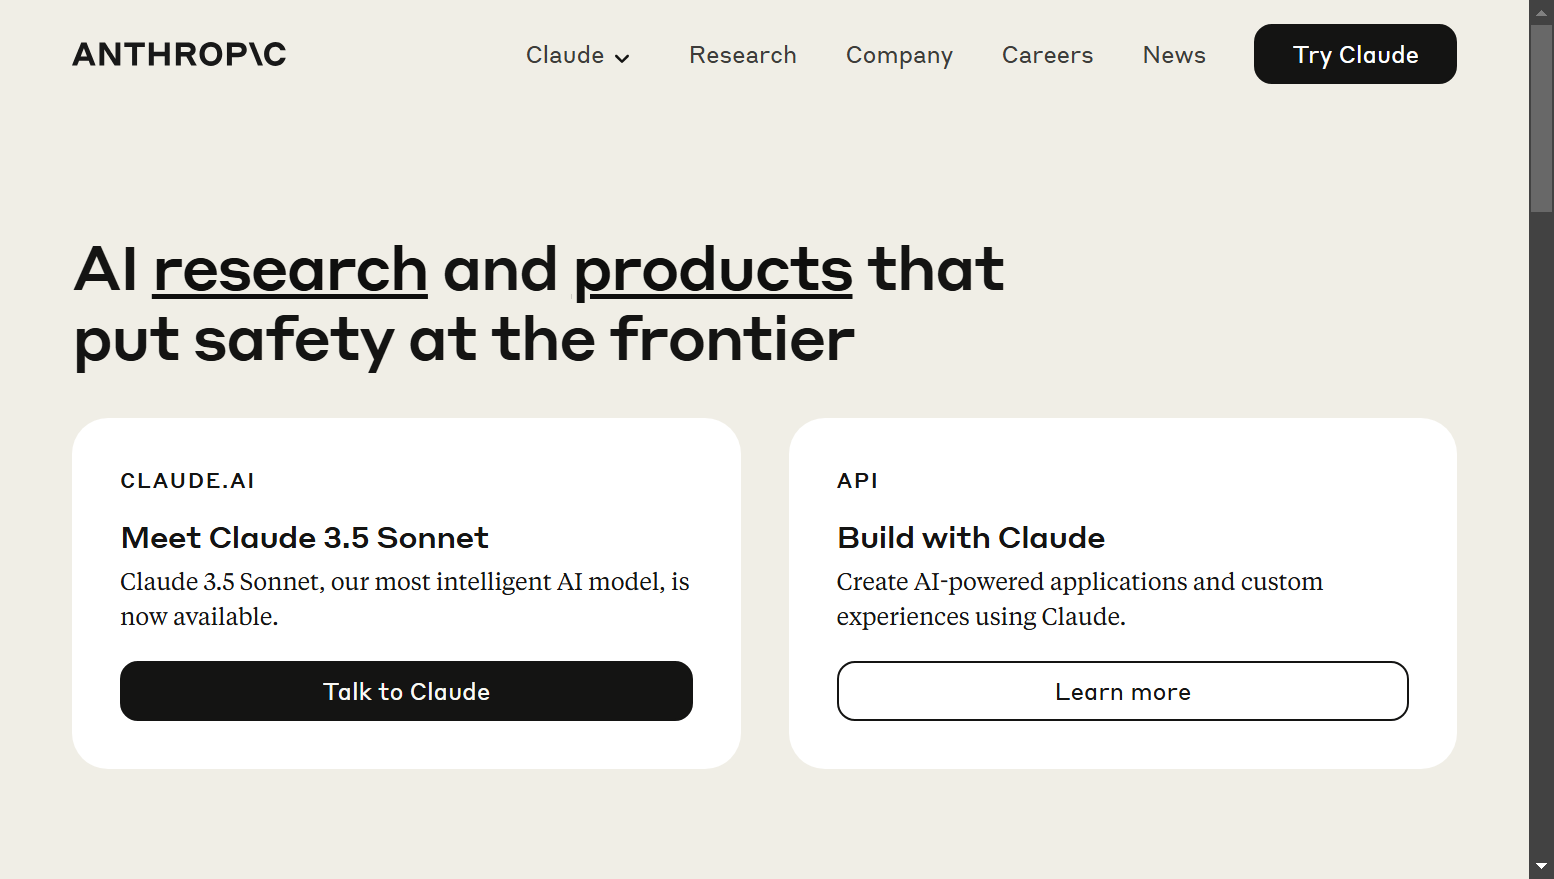 ANTHROP\C
Claude
Research
Company
Careers
News
Try Claude
AI research and products that
put safety at the frontier
CLAUDE.AI
Meet Claude 3.5 Sonnet
Claude 3.5 Sonnet, our most intelligent AI model, is
now available.
Talk to Claude
API
Build with Claude
Create AI-powered applications and custom
experiences using Claude.
Learn more